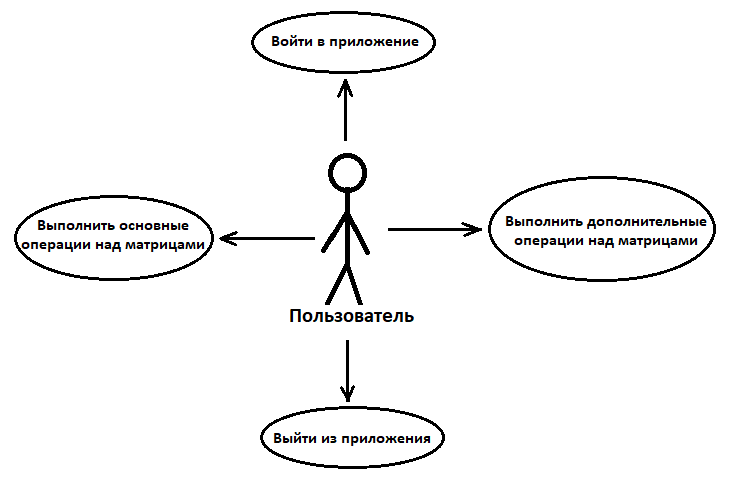 Войти в приложение
Выполнить основные
операции над матрицами
Выполнить дополнительные
операции над матрицами
Пользователь
Выйти из приложения